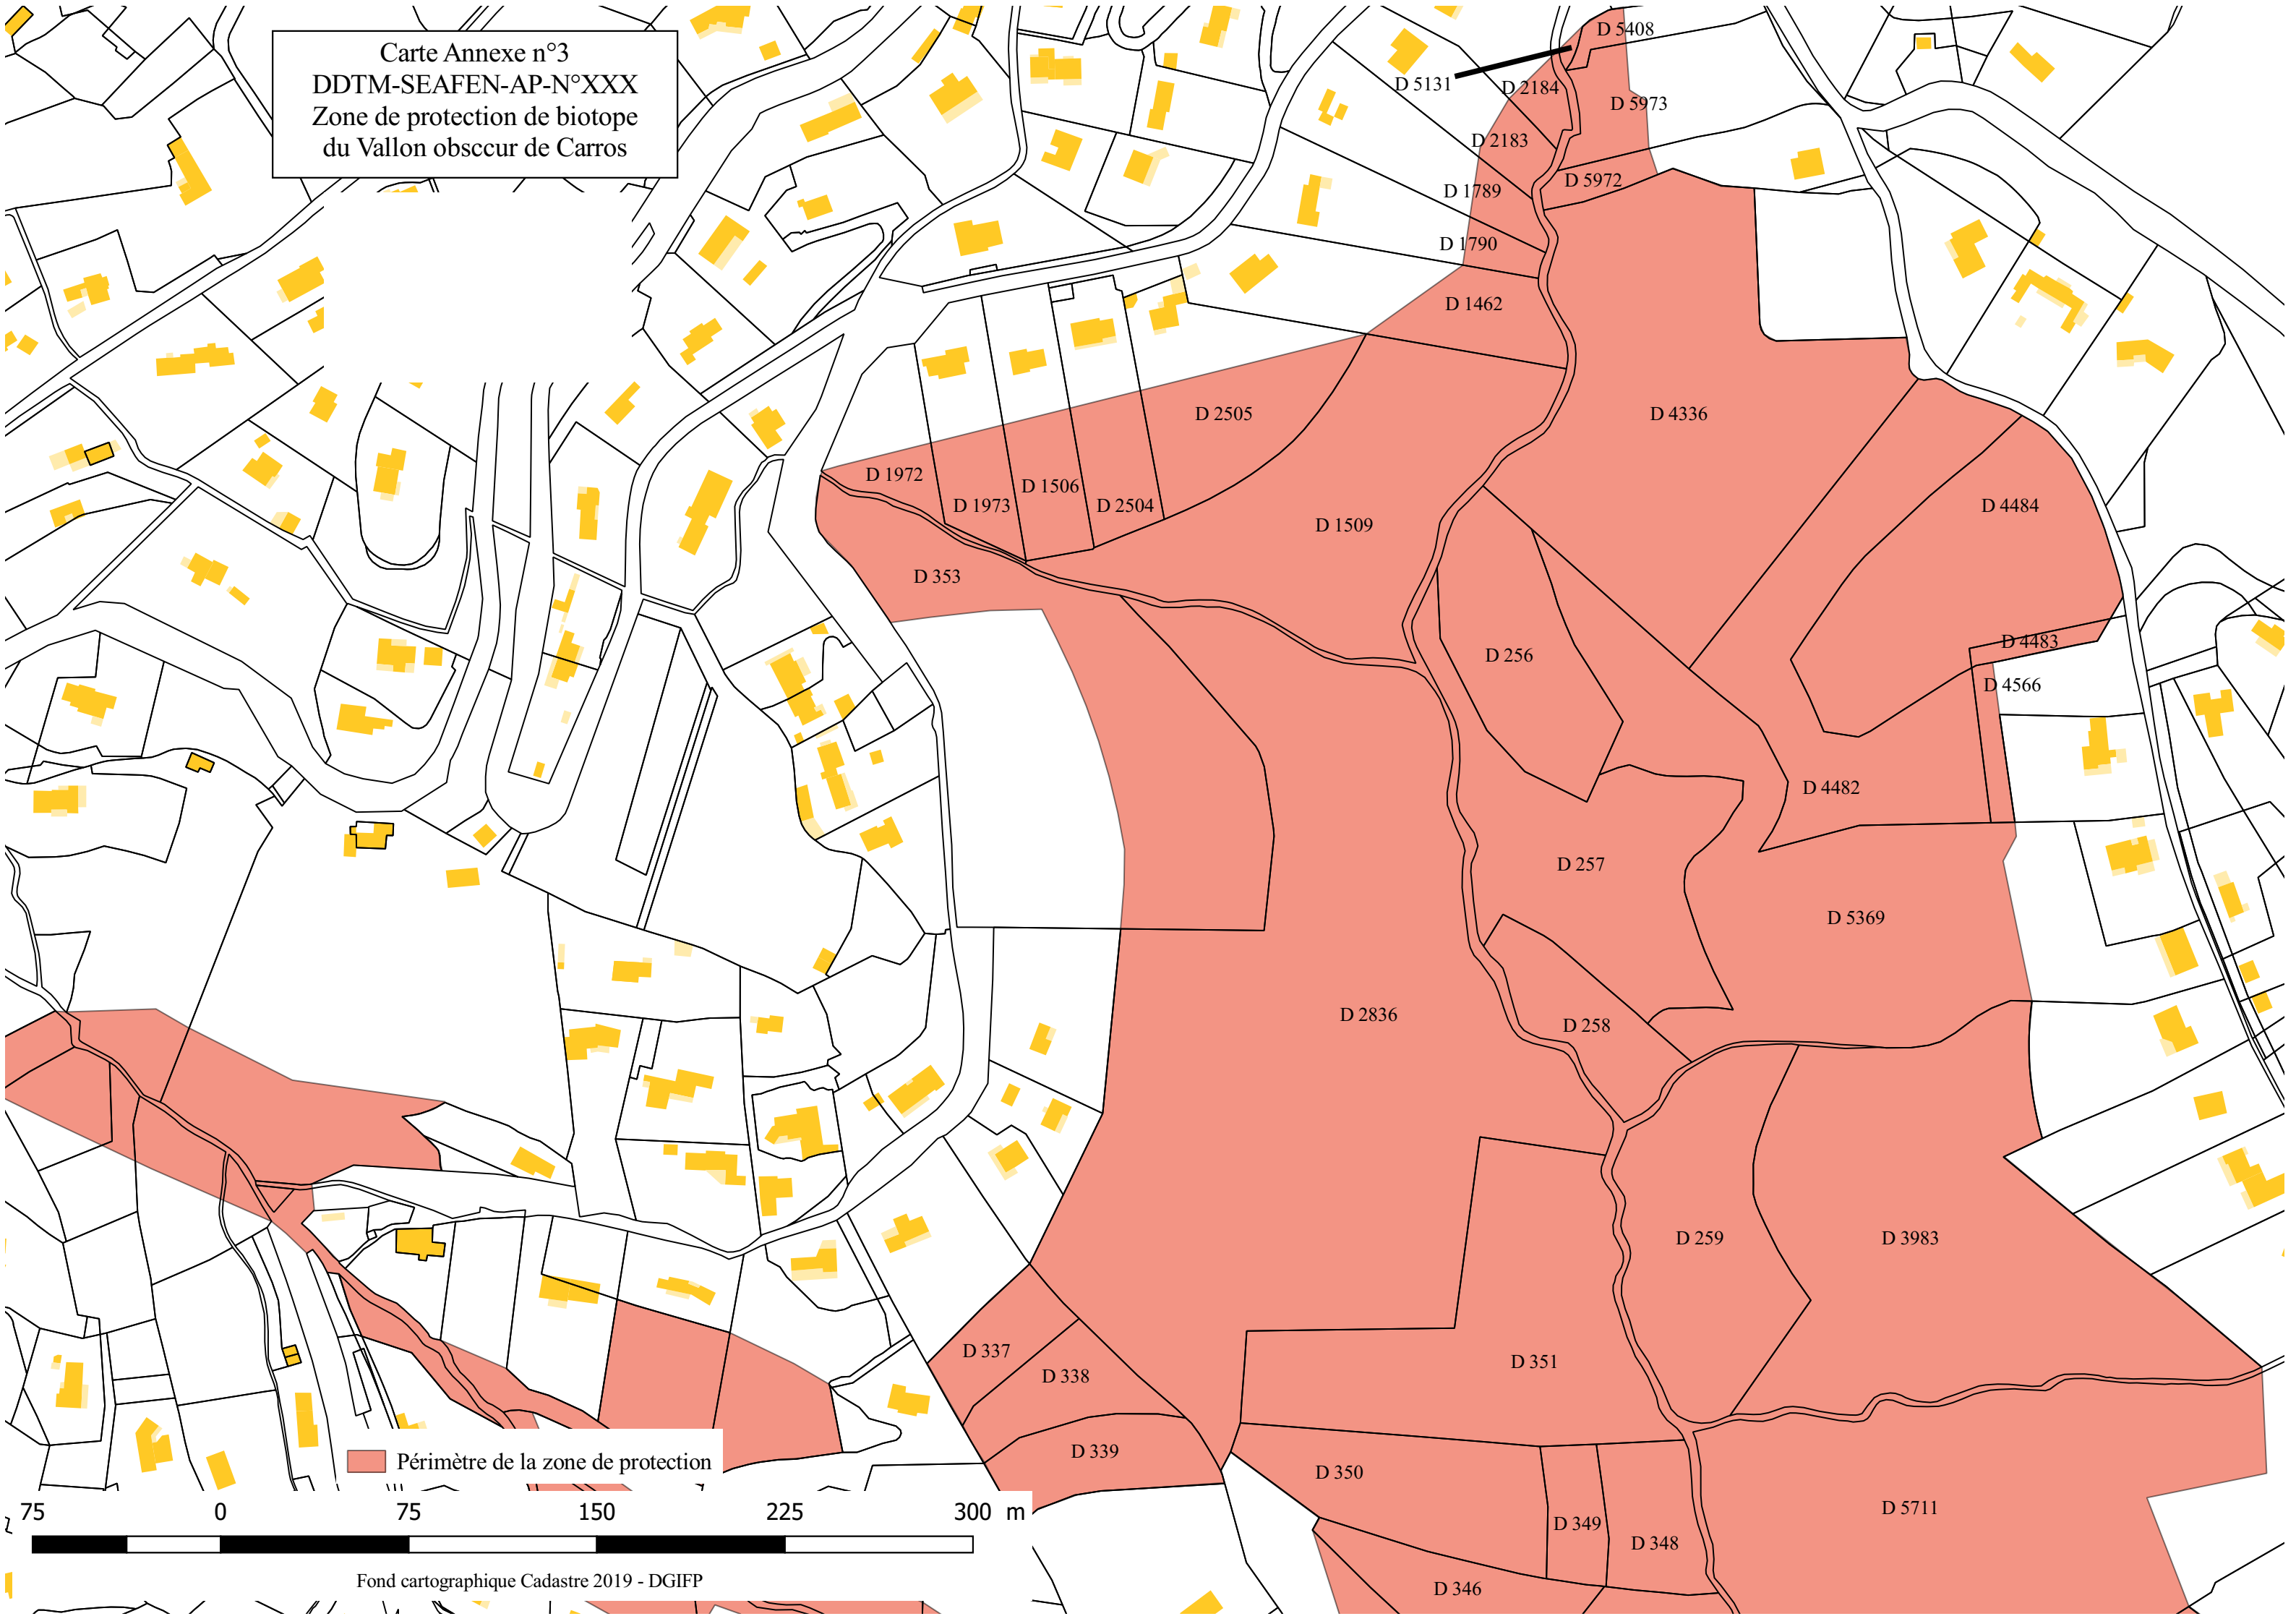 Carte Annexe n°3
DDTM-SEAFEN-AP-N°XXX
Zone de protection de biotope
du Vallon obsccur de Carros
D 5408
D 5131
D 2184
D 5973
D 2183
D 5972
D 1789
D 1790
D 1462
D 4336
D 2505
D 1972
D 1506
D 1973
D 2504
D 4484
D 1509
D 353
D 4483
D 256
D 4566
D 4482
D 257
D 5369
D 2836
D 258
D 259
D 3983
D 337
D 351
D 338
D 339
D 350
D 5711
D 349
D 348
D 346
Périmètre de la zone de protection
75 0 75 150 225 300 m
Fond cartographique Cadastre 2019 - DGIFP